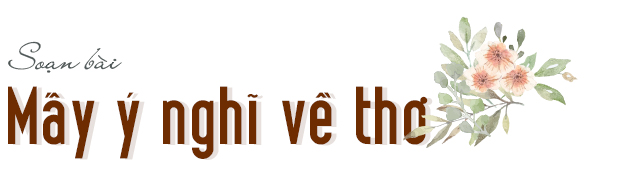 Soạn bài
Mấy ý nghĩ về thơ